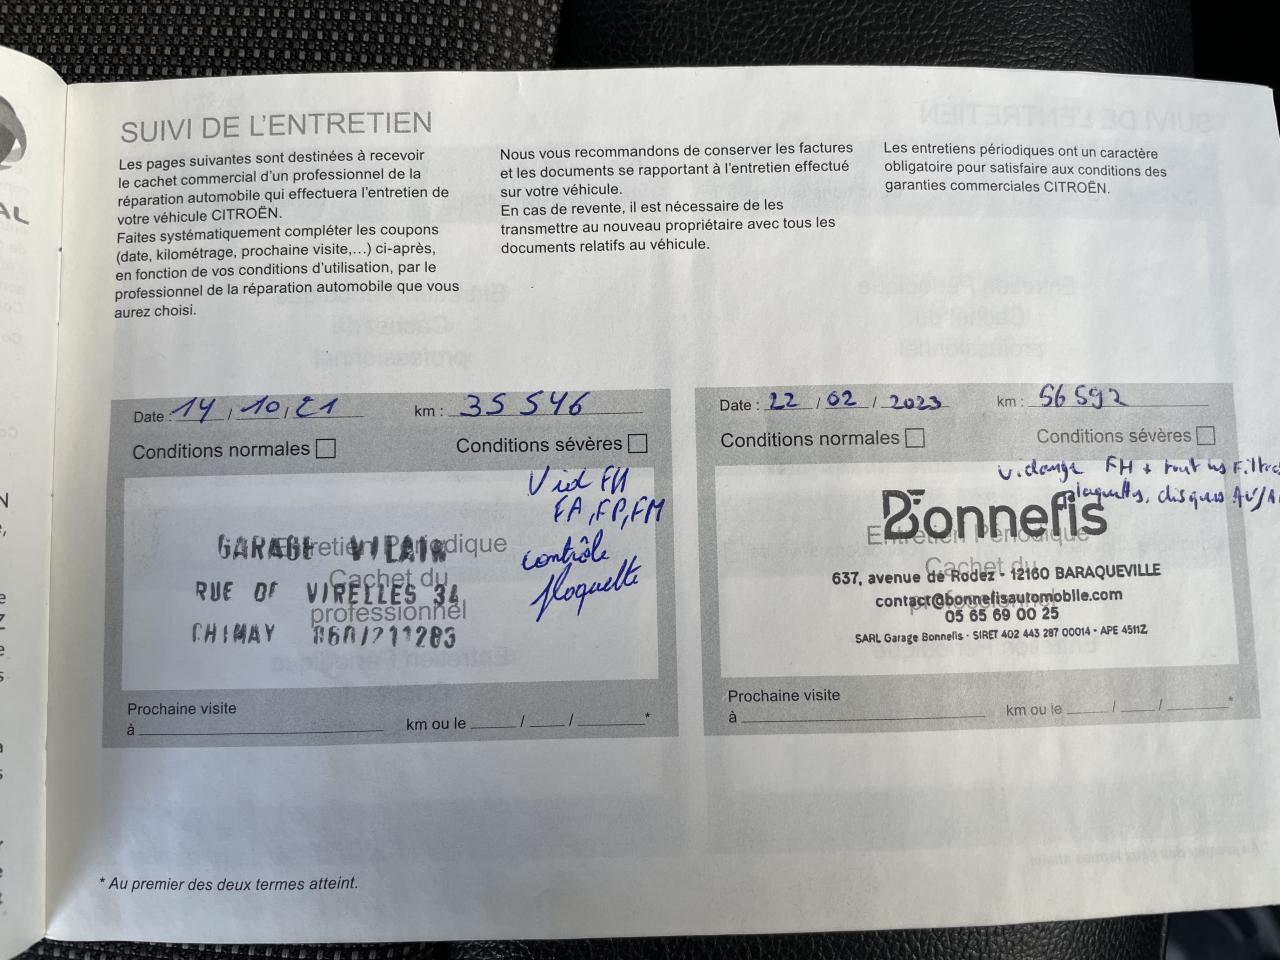 SUIVI DE L'ENTRETIEN
Les pages suivantes sont destinées à recevoir
le cachet commercial d'un professionnel de la
réparation automobile qui effectuera l'entretien de
votre véhicule CITROËN.
Faites systématiquement compléter les coupons
(date, kilométrage, prochaine visite,...) ci-après,
en fonction de vos conditions d'utilisation, par le
professionnel de la réparation automobile que vous
aurez choisi.
Nous vous recommandons de conserver les factures
et les documents se rapportant à l'entretien effectué
sur votre véhicule.
En cas de revente, il est nécessaire de les
transmettre au nouveau propriétaire avec tous les
documents relatifs au véhicule.
Les entretiens périodiques ont un caractère
obligatoire pour satisfaire aux conditions des
garanties commerciales CITROËN.
Date : 14 / 10 / 21 km : 35 546
Conditions normales Conditions sévères
Vid FH
FA, FP, FM
contrôle
plaquette
Entretien Périodique
Cachet du
professionnel
GARAGE VILAIN
RUE DE VIRELLES 34
CHIMAY 060/211283
Prochaine visite
à km ou le / / *
Date : 22 / 02 / 2023 km : 56 592
Conditions normales Conditions sévères
vidange FH + tout les Filtres
plaquettes, disques AV/
Bonnefis
Entretien Périodique
Cachet du
637, avenue de Rodez - 12160 BARAQUEVILLE
contact@bonnefisautomobile.com
05 65 69 00 25
SARL Garage Bonnefis - SIRET 402 443 287 00014 - APE 4511Z
Prochaine visite
à km ou le / / *
* Au premier des deux termes atteint.